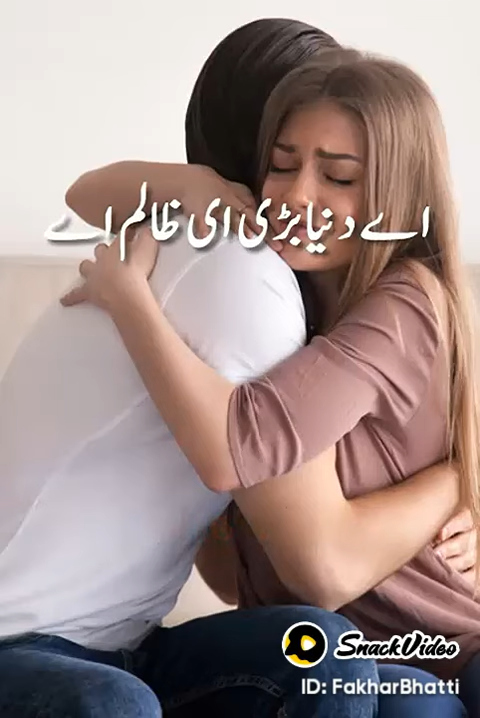 اے دنیا بڑی ای ظالم اے
SnackVideo
ID: FakharBhatti